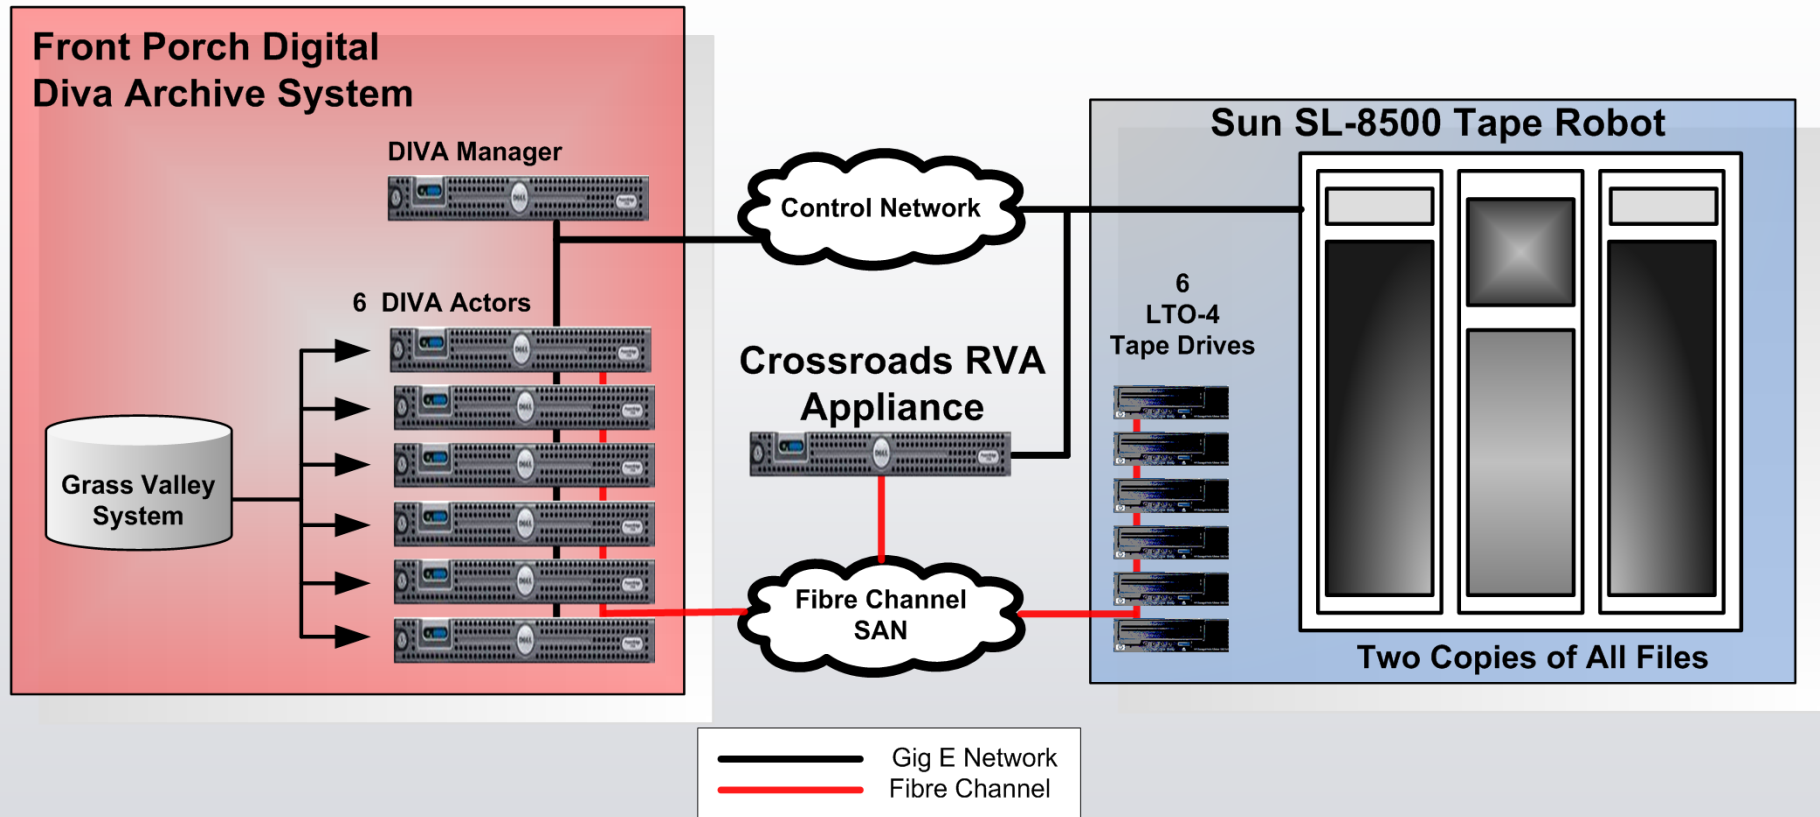 Front Porch Digital
Diva Archive System
DIVA Manager
6 DIVA Actors
Grass Valley
System
Control Network
Crossroads RVA
Appliance
Fibre Channel
SAN
Sun SL-8500 Tape Robot
6
LTO-4
Tape Drives
Two Copies of All Files
Gig E Network
Fibre Channel